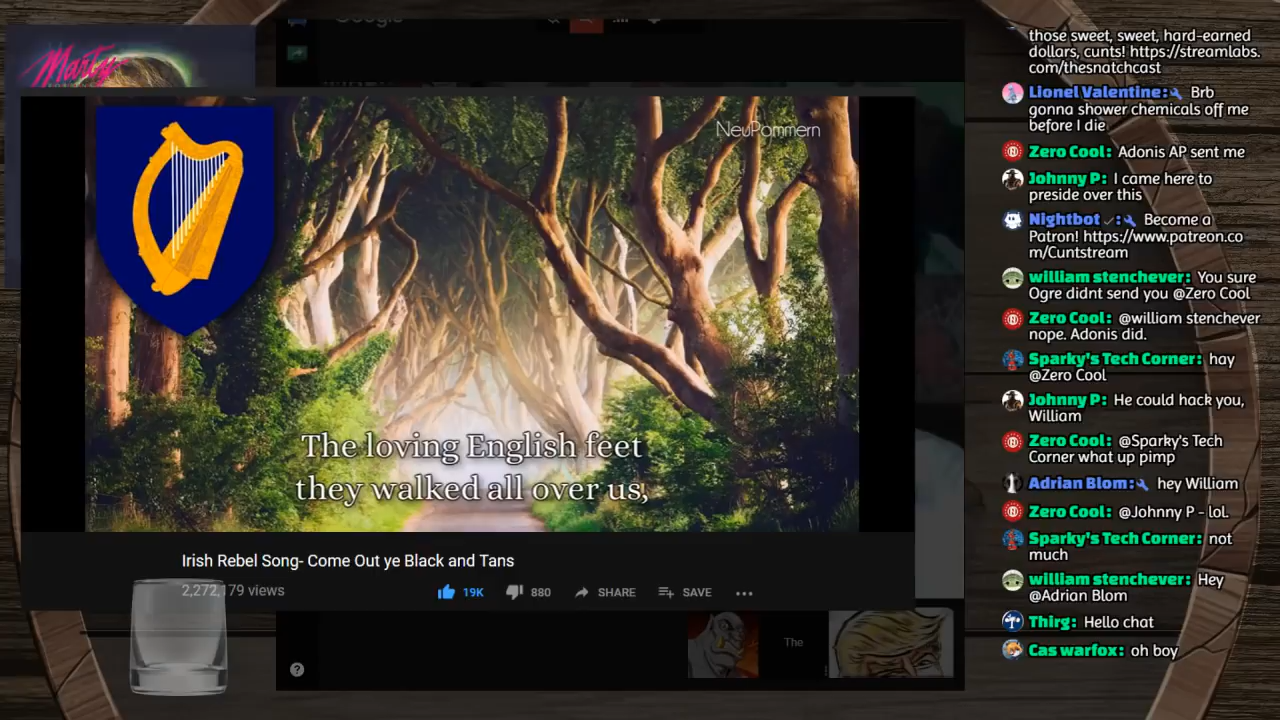 Google
Marty
NeuPommern
The loving English feet
they walked all over us,
Irish Rebel Song- Come Out ye Black and Tans
2,272,179 views
19K
880
SHARE
SAVE
The
those sweet, sweet, hard-earned
dollars, cunts! https://streamlabs.
com/thesnatchcast
Lionel Valentine: Brb
gonna shower chemicals off me
before I die.
Zero Cool: Adonis AP sent me
Johnny P: I came here to
preside over this
Nightbot: Become a
Patron! https://www.patreon.co
m/Cuntstream
william stenchever: You sure
Ogre didnt send you @Zero Cool
Zero Cool: @william stenchever
nope. Adonis did.
Sparky's Tech Corner: hay
@Zero Cool
Johnny P: He could hack you,
William
Zero Cool: @Sparky's Tech
Corner what up pimp
Adrian Blom: hey William
Zero Cool: @Johnny P - lol.
Sparky's Tech Corner: not
much
william stenchever: Hey
@Adrian Blom
Thirg: Hello chat
Cas warfox: oh boy